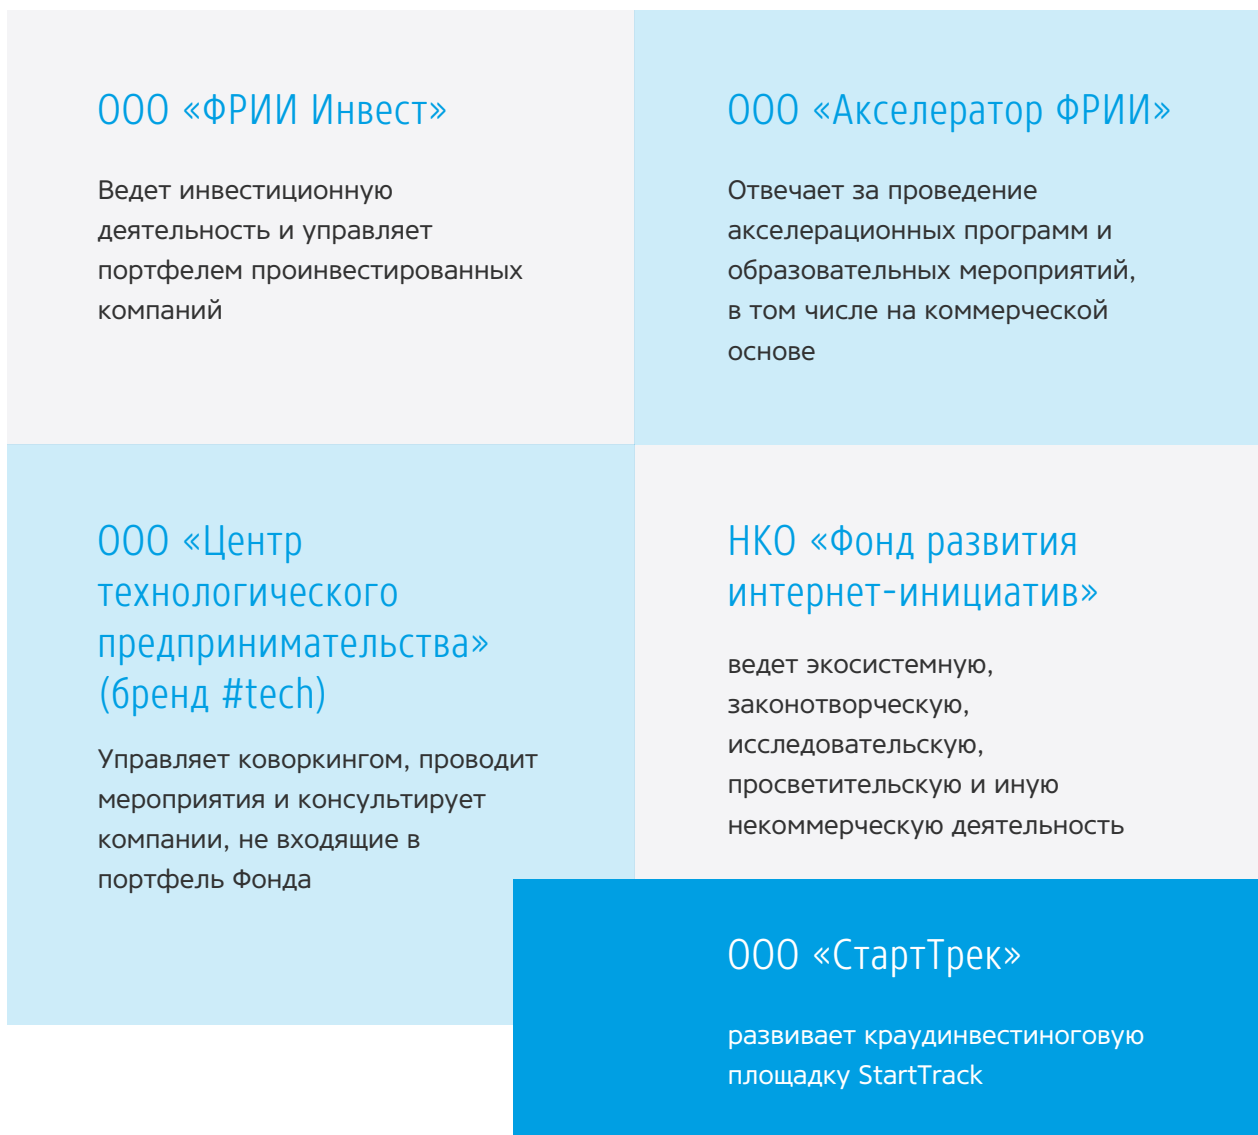 ООО «ФРИИ Инвест»
Ведет инвестиционную
деятельность и управляет
портфелем проинвестированных
компаний
ООО «Акселератор ФРИИ»
Отвечает за проведение
акселерационных программ и
образовательных мероприятий,
в том числе на коммерческой
основе
ООО «Центр
технологического
предпринимательства»
(бренд #tech)
Управляет коворкингом, проводит
мероприятия и консультирует
компании, не входящие в
портфель Фонда
НКО «Фонд развития
интернет-инициатив»
ведет экосистемную,
законотворческую,
исследовательскую,
просветительскую и иную
некоммерческую деятельность
ООО «СтартТрек»
развивает краудинвестиноговую
площадку StartTrack